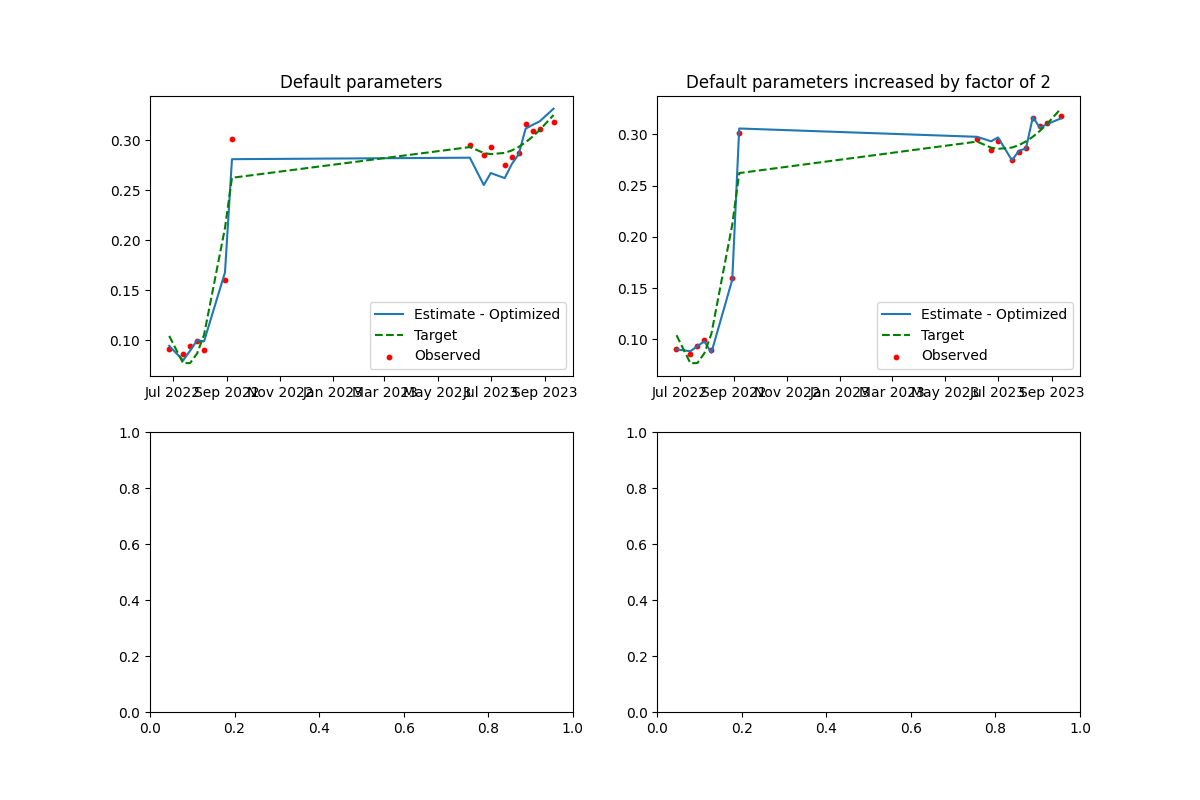 Default parameters
Default parameters increased by factor of 2
0.30
0.25
0.20
0.15
0.10
Estimate - Optimized
Target
Observed
Jul 2022 Sep 2022 Nov 2022 Jan 2023 Mar 2023 May 2023 Jul 2023 Sep 2023
0.30
0.25
0.20
0.15
0.10
Estimate - Optimized
Target
Observed
Jul 2022 Sep 2022 Nov 2022 Jan 2023 Mar 2023 May 2023 Jul 2023 Sep 2023
1.0
0.8
0.6
0.4
0.2
0.0
0.0 0.2 0.4 0.6 0.8 1.0
1.0
0.8
0.6
0.4
0.2
0.0
0.0 0.2 0.4 0.6 0.8 1.0